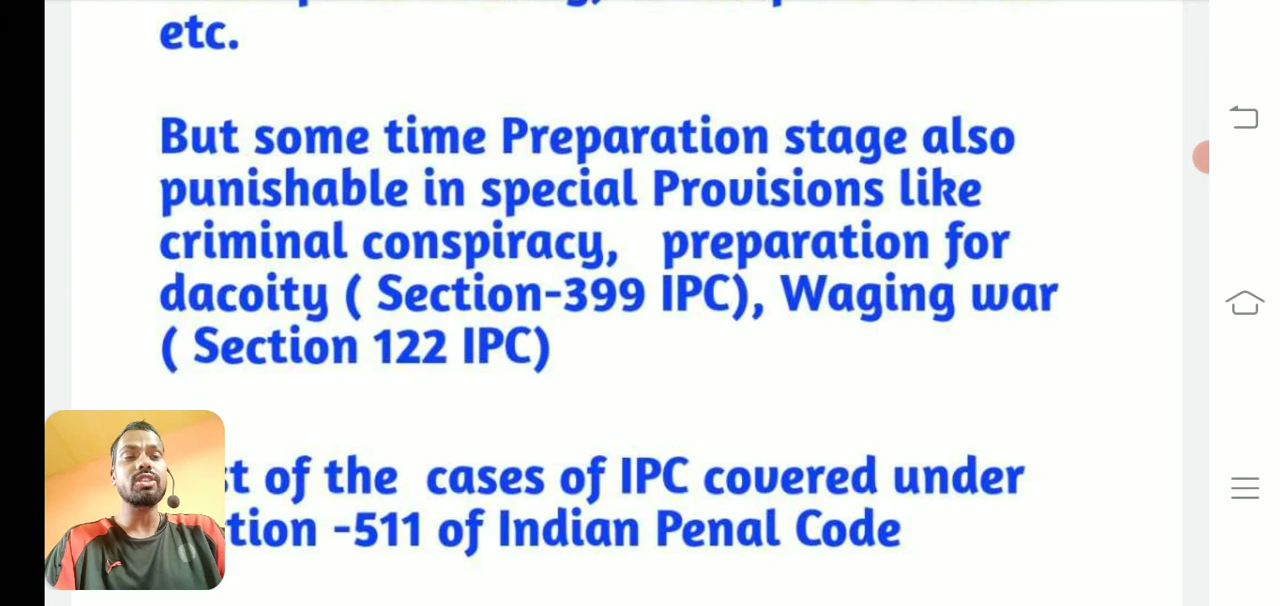 etc.
But some time Preparation stage also
punishable in special Provisions like
criminal conspiracy, preparation for
dacoity ( Section-399 IPC), Waging war
( Section 122 IPC)
of the cases of IPC covered under
-511 of Indian Penal Code